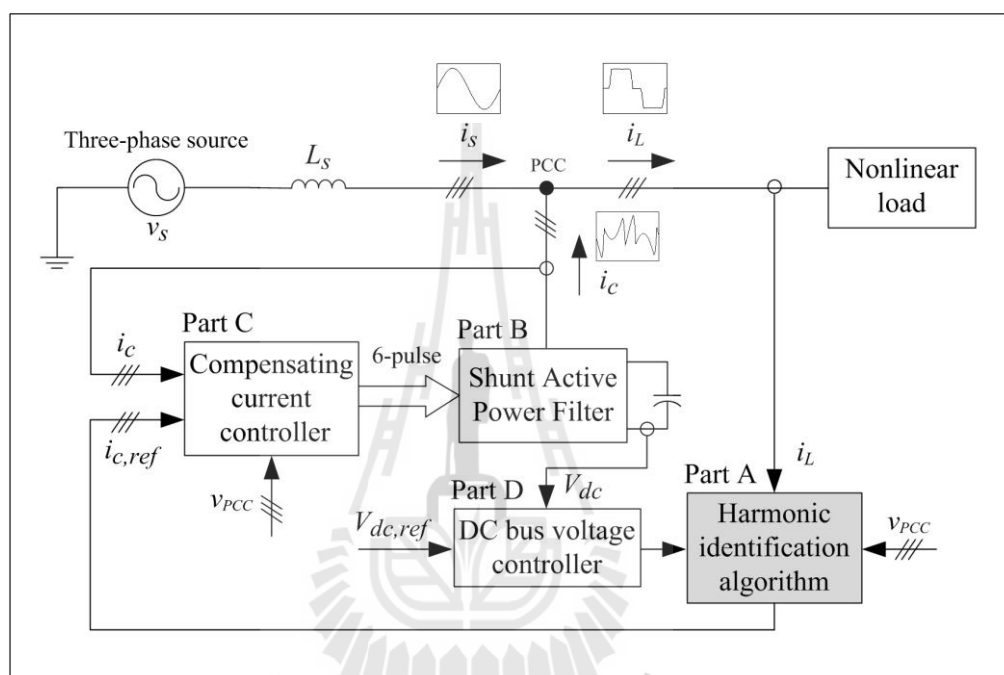 Three-phase source
v_s
L_s
i_s
PCC
i_L
Nonlinear
load
i_c
Part C
i_c
i_c,ref
Compensating
current
controller
v_PCC
6-pulse
Part B
Shunt Active
Power Filter
V_dc
Part D
V_dc,ref
DC bus voltage
controller
i_L
Part A
Harmonic
identification
algorithm
v_PCC